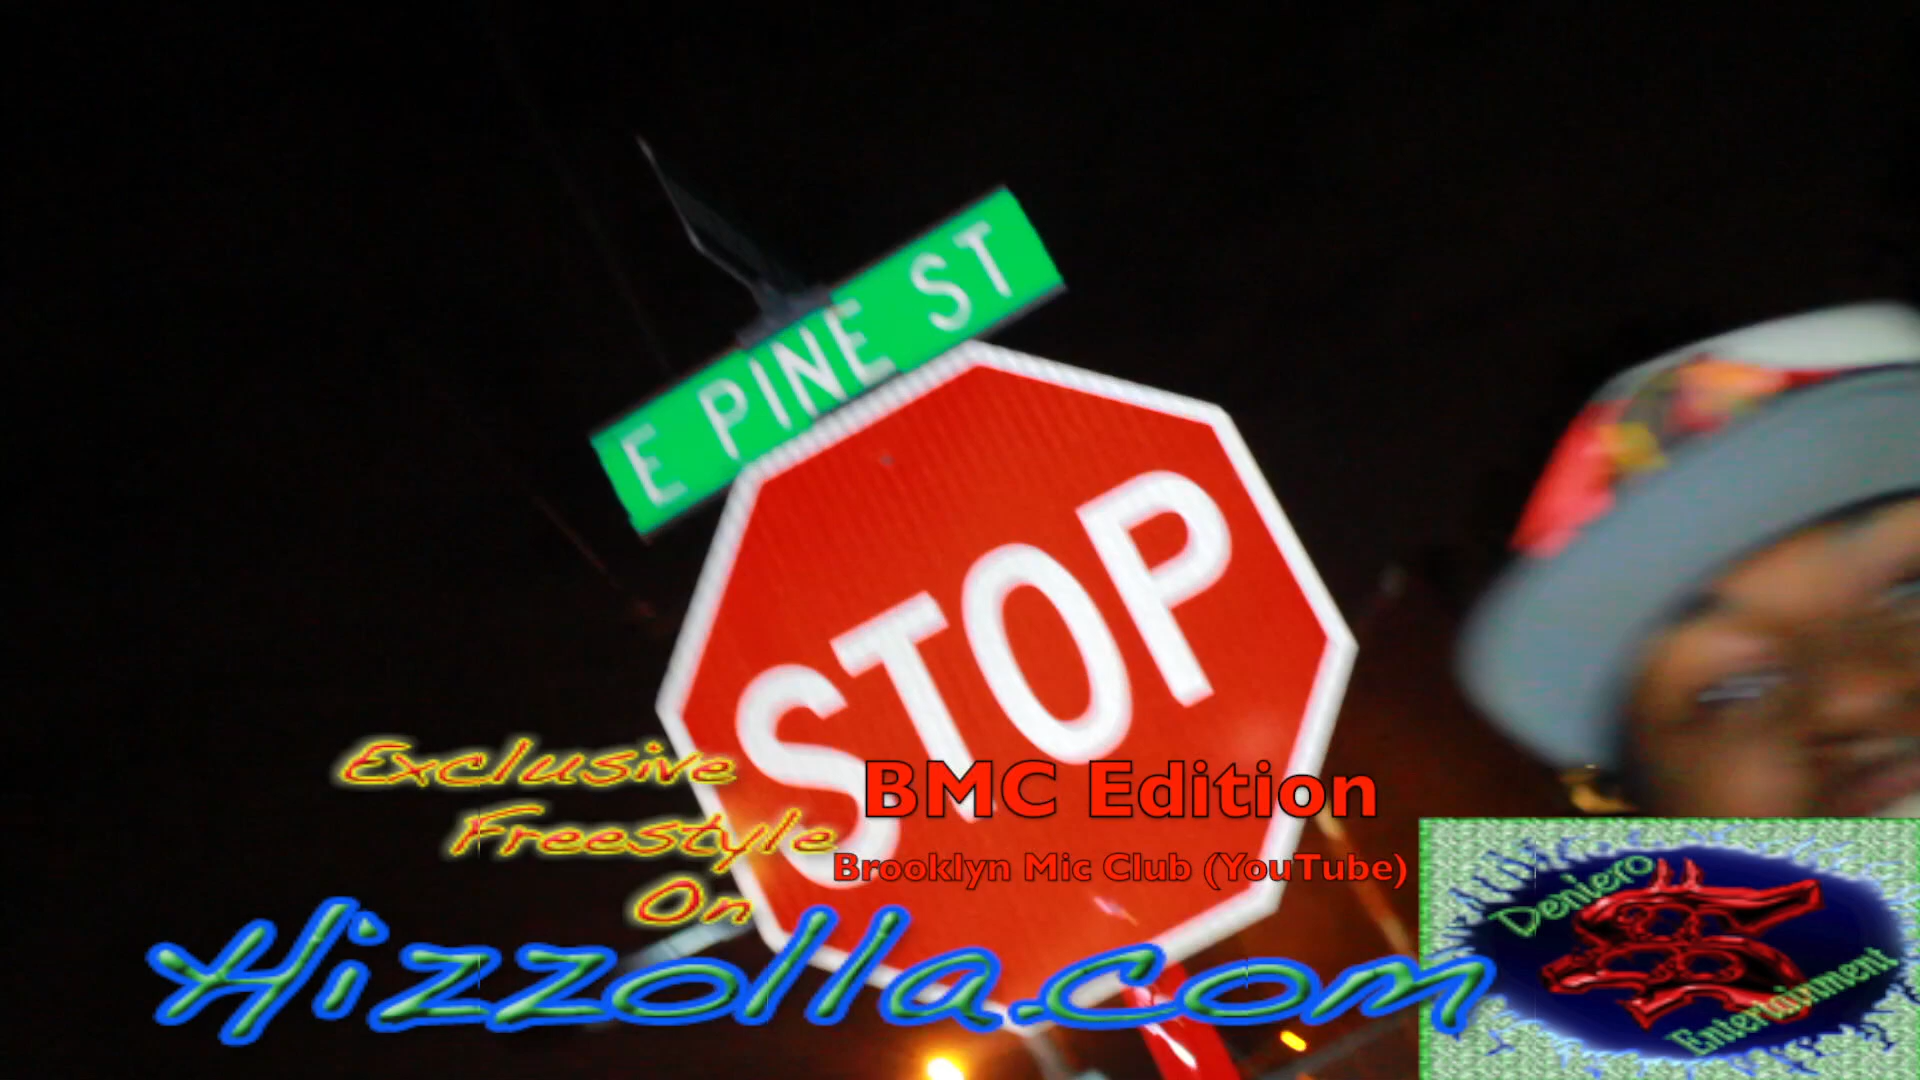 E PINE ST
STOP
Exclusive
Freestyle
On
Hizzolla.com
BMC Edition
Brooklyn Mic Club (YouTube)
Deniero
Entertainment